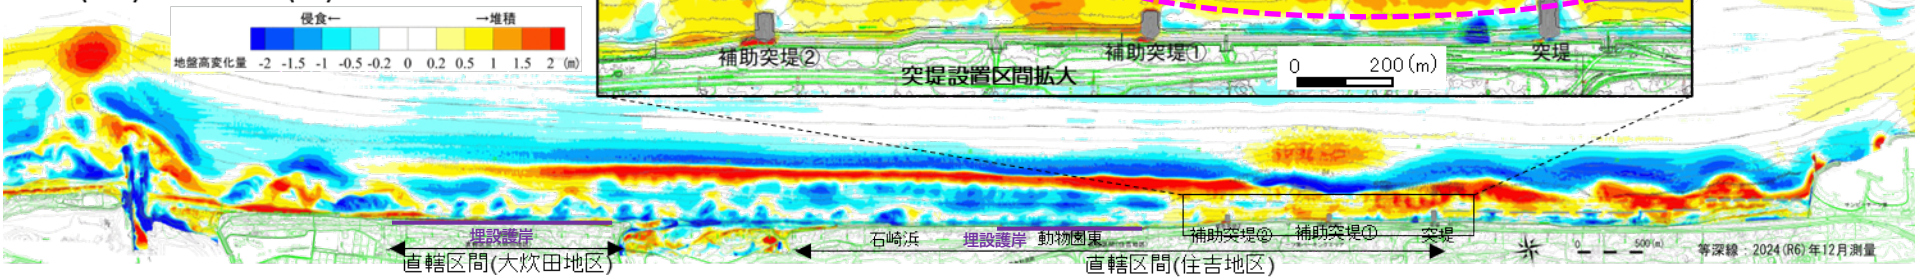 侵食← →堆積
地盤高変化量 -2 -1.5 -1 -0.5 -0.2 0 0.2 0.5 1 1.5 2 (m)
補助突堤② 補助突堤① 突堤
突堤設置区間拡大
0 200(m)
埋設護岸 石崎浜 埋設護岸 動物園東 補助突堤② 補助突堤① 突堤
直轄区間(大炊田地区) 直轄区間(住吉地区)
0 500(m)
等深線:2024(R6)年12月測量